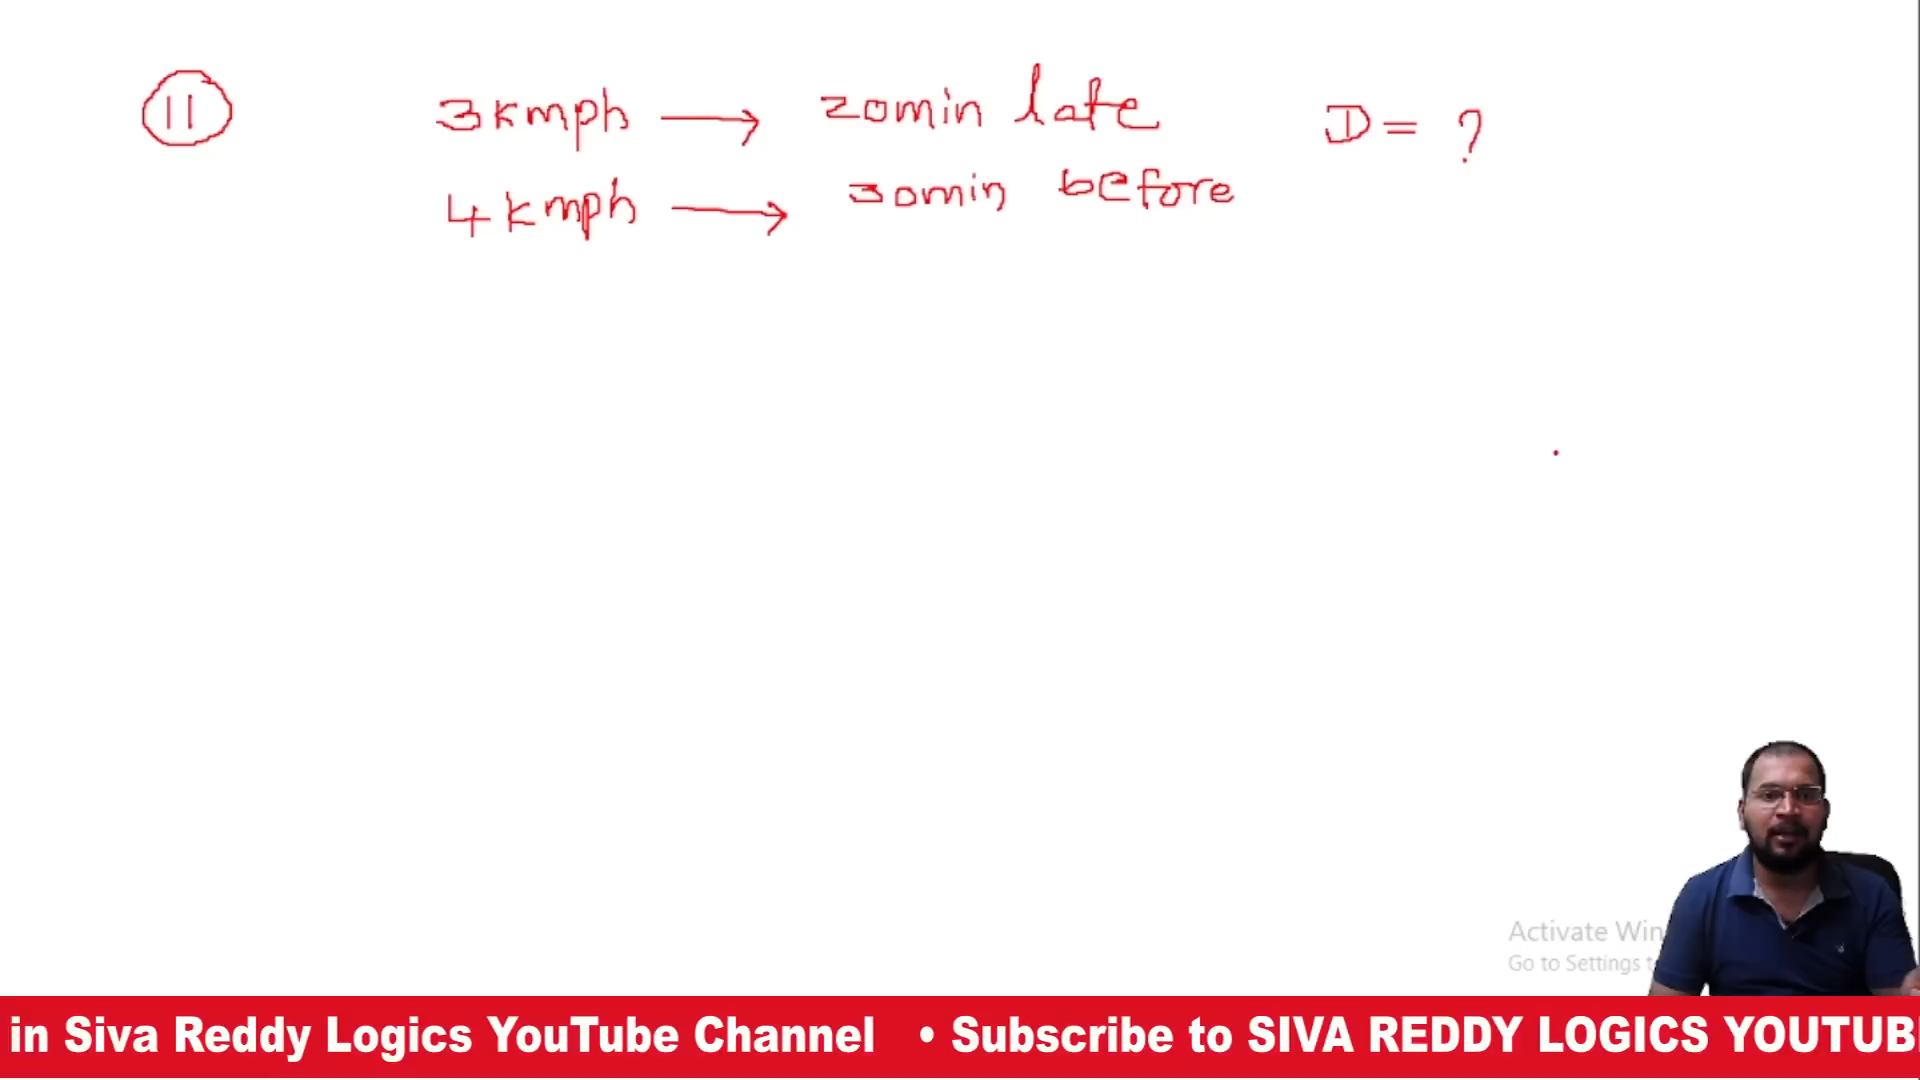 11 3kmph → 20min late D = ?
4kmph → 30min before
Activate Win
Go to Settings t
in Siva Reddy Logics YouTube Channel • Subscribe to SIVA REDDY LOGICS YOUTUB